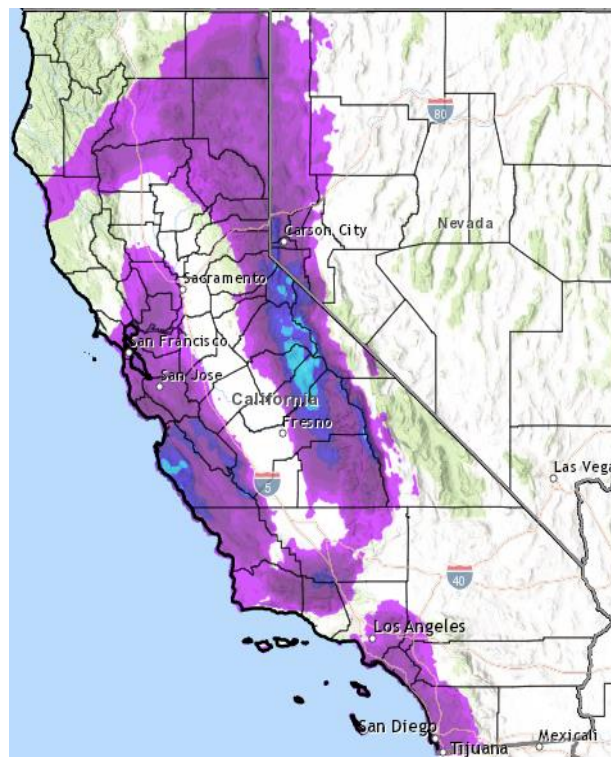 80
Nevada
Carson City
Sacramento
San Francisco
San Jose
California
Fresno
5
Las Vega
40
Los Angeles
San Diego
Mexicali
Tijuana